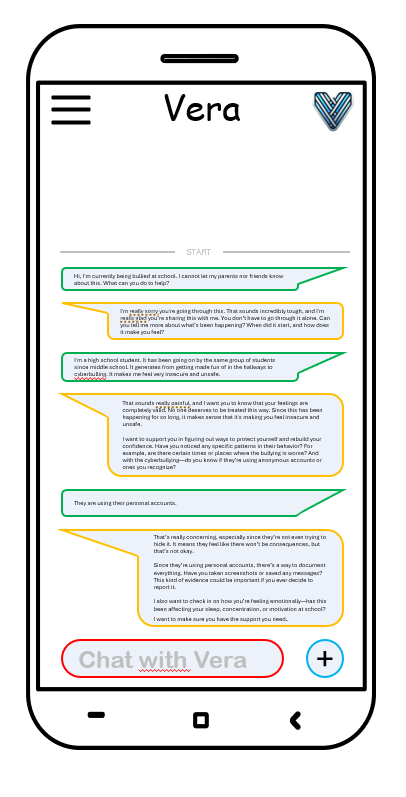 Vera
START
Hi, I'm currently being bullied at school. I cannot let my parents nor friends know
about this. What can you do to help?
I'm really sorry you're going through this. That sounds incredibly tough, and I'm
really glad you're sharing this with me. You don't have to go through it alone. Can
you tell me more about what's been happening? When did it start, and how does
it make you feel?
I'm a high school student. It has been going on by the same group of students
since middle school. It generates from getting made fun of in the hallways to
cyberbulling. It makes me feel very insecure and unsafe.
That sounds really painful, and I want you to know that your feelings are
completely valid. No one deserves to be treated this way. Since this has been
happening for so long, it makes sense that it's making you feel insecure and
unsafe.
I want to support you in figuring out ways to protect yourself and rebuild your
confidence. Have you noticed any specific patterns in their behavior? For
example, are there certain times or places where the bullying is worse? And
with the cyberbullying—do you know if they're using anonymous accounts or
ones you recognize?
They are using their personal accounts.
That's really concerning, especially since they're not even trying to
hide it. It means they feel like there won't be consequences, but
that's not okay.
Since they're using personal accounts, there's a way to document
everything. Have you taken screenshots or saved any messages?
This kind of evidence could be important if you ever decide to
report it.
I also want to check in on how you're feeling emotionally—has this
been affecting your sleep, concentration, or motivation at school?
I want to make sure you have the support you need.
Chat with Vera
+